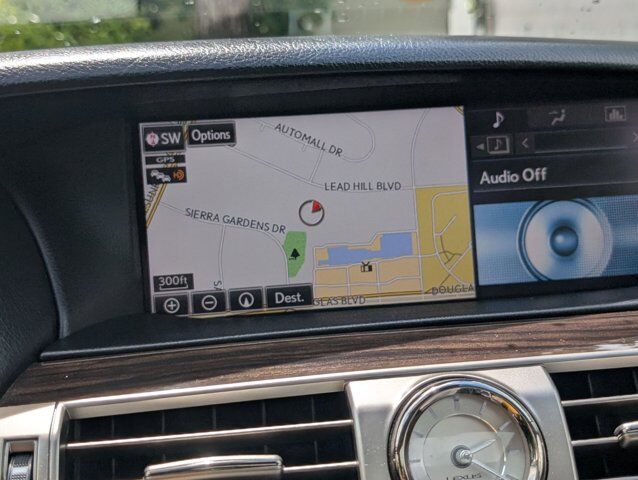 SW Options
GPS
AUTOMALL DR
LEAD HILL BLVD
SIERRA GARDENS DR
300ft
Dest.
GLAS BLVD
DOUGLA
Audio Off
LEXUS